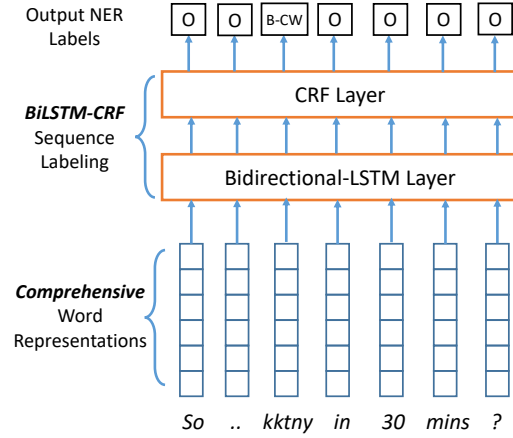 Output NER
Labels
O O B-CW O O O O
CRF Layer
BiLSTM-CRF
Sequence
Labeling
Bidirectional-LSTM Layer
Comprehensive
Word
Representations
So .. kktny in 30 mins ?